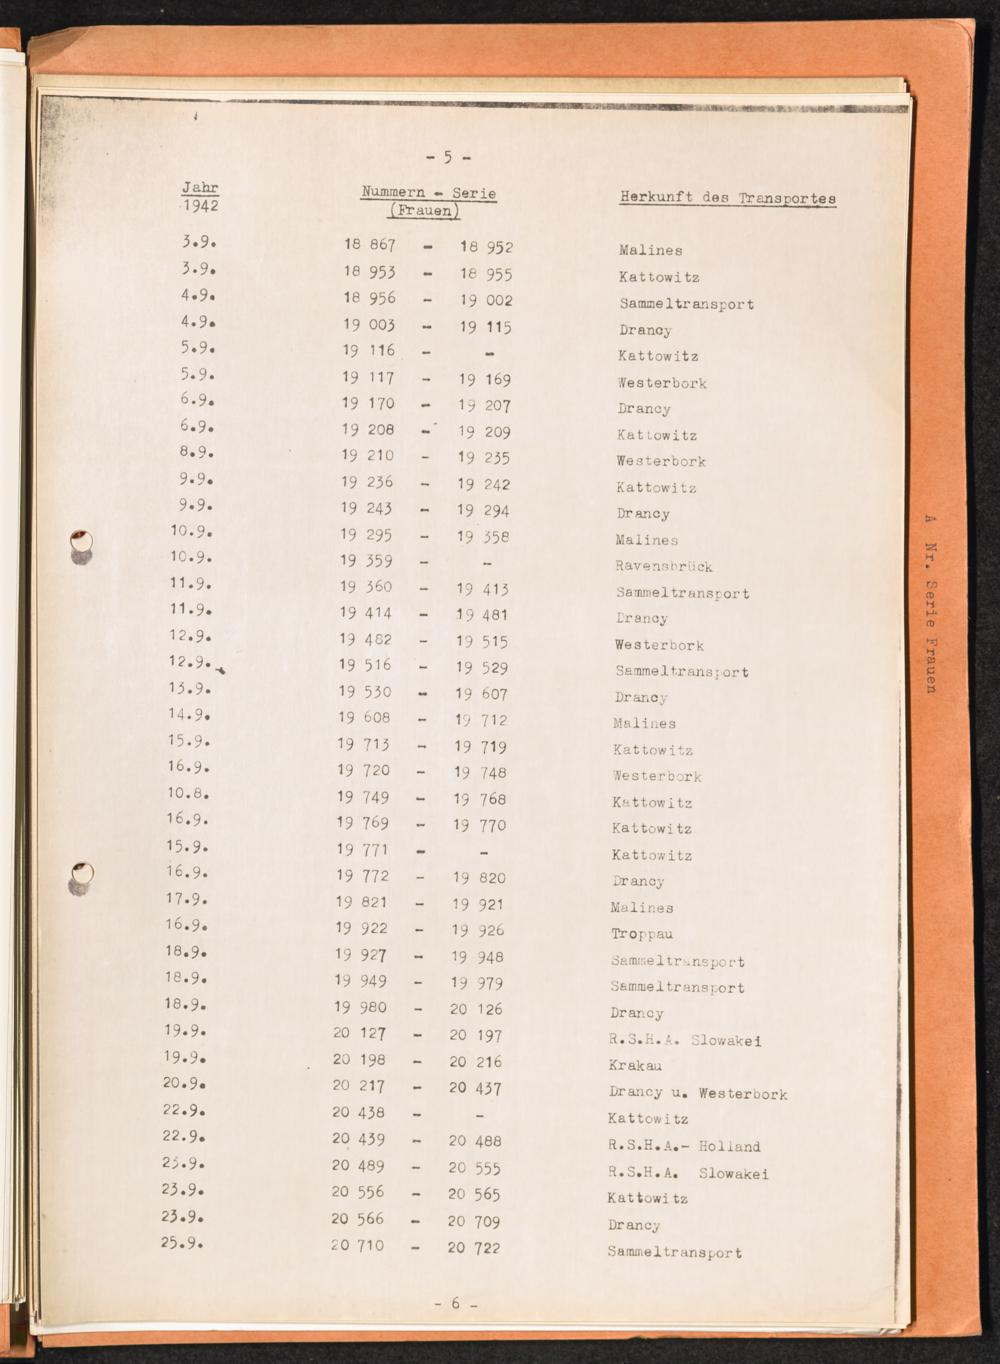 - 5 -
Jahr Nummern - Serie Herkunft des Transportes
1942 (Frauen)
3.9. 18 867 - 18 952 Malines
3.9. 18 953 - 18 955 Kattowitz
4.9. 18 956 - 19 002 Sammeltransport
4.9. 19 003 - 19 115 Drancy
5.9. 19 116 - - Kattowitz
5.9. 19 117 - 19 169 Westerbork
6.9. 19 170 - 19 207 Drancy
6.9. 19 208 - 19 209 Kattowitz
8.9. 19 210 - 19 235 Westerbork
9.9. 19 236 - 19 242 Kattowitz
9.9. 19 243 - 19 294 Drancy
10.9. 19 295 - 19 358 Malines
10.9. 19 359 - - Ravensbrück
11.9. 19 360 - 19 413 Sammeltransport
11.9. 19 414 - 19 481 Drancy
12.9. 19 482 - 19 515 Westerbork
12.9. 19 516 - 19 529 Sammeltransport
13.9. 19 530 - 19 607 Drancy
14.9. 19 608 - 19 712 Malines
15.9. 19 713 - 19 719 Kattowitz
16.9. 19 720 - 19 748 Westerbork
10.8. 19 749 - 19 768 Kattowitz
16.9. 19 769 - 19 770 Kattowitz
15.9. 19 771 - - Kattowitz
16.9. 19 772 - 19 820 Drancy
17.9. 19 821 - 19 921 Malines
16.9. 19 922 - 19 926 Troppau
18.9. 19 927 - 19 948 Sammeltransport
18.9. 19 949 - 19 979 Sammeltransport
18.9. 19 980 - 20 126 Drancy
19.9. 20 127 - 20 197 R.S.H.A. Slowakei
19.9. 20 198 - 20 216 Krakau
20.9. 20 217 - 20 437 Drancy u. Westerbork
22.9. 20 438 - - Kattowitz
22.9. 20 439 - 20 488 R.S.H.A.- Holland
23.9. 20 489 - 20 555 R.S.H.A. Slowakei
23.9. 20 556 - 20 565 Kattowitz
23.9. 20 566 - 20 709 Drancy
25.9. 20 710 - 20 722 Sammeltransport
- 6 -
A Nr. Serie Frauen